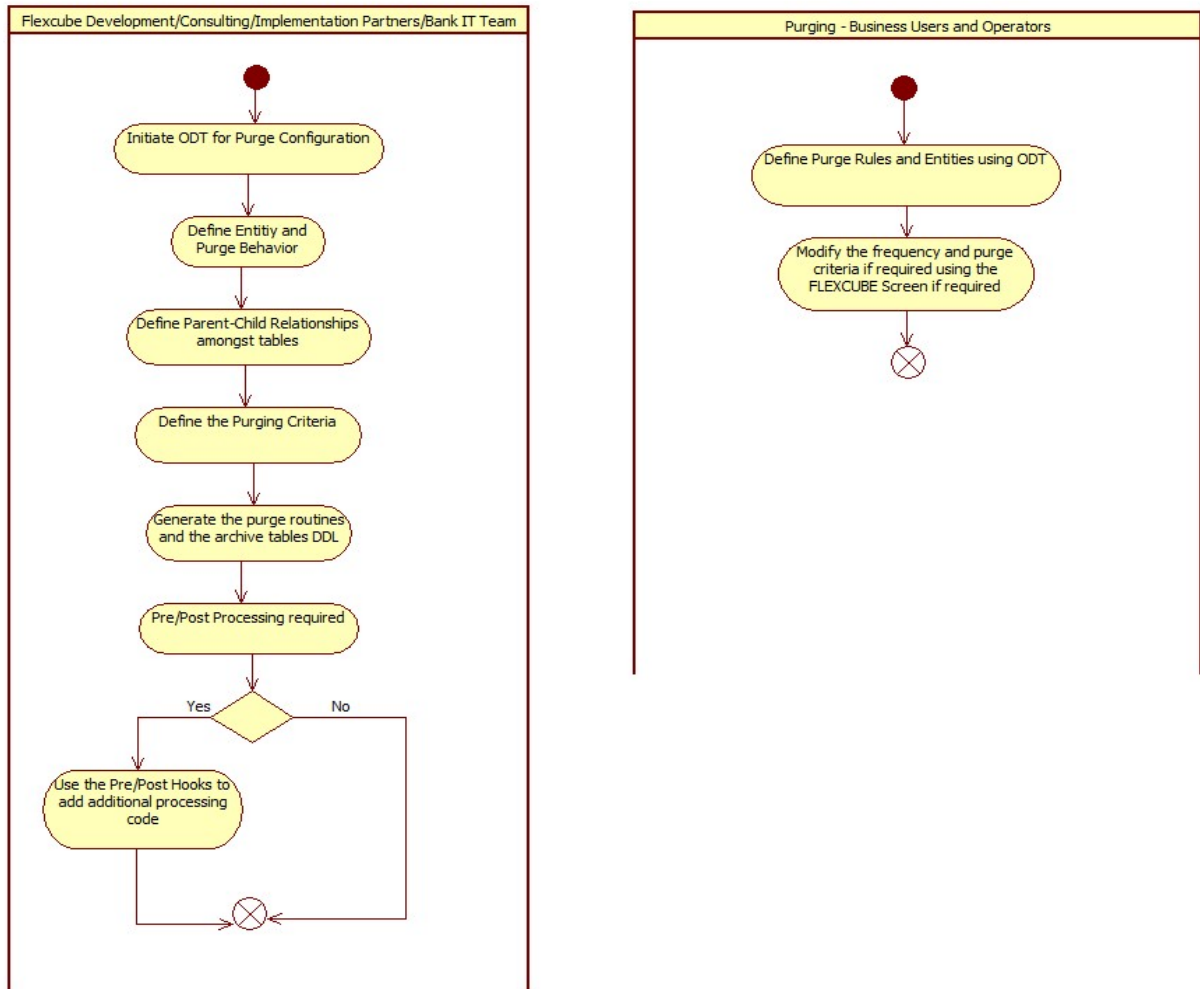 Flexcube Development/Consulting/Implementation Partners/Bank IT Team
Initiate ODT for Purge Configuration
Define Entitiy and
Purge Behavior
Define Parent-Child Relationships
amongst tables
Define the Purging Criteria
Generate the purge routines
and the archive tables DDL
Pre/Post Processing required
Yes
No
Use the Pre/Post Hooks to
add additional processing
code
Purging - Business Users and Operators
Define Purge Rules and Entities using ODT
Modify the frequency and purge
criteria if required using the
FLEXCUBE Screen if required